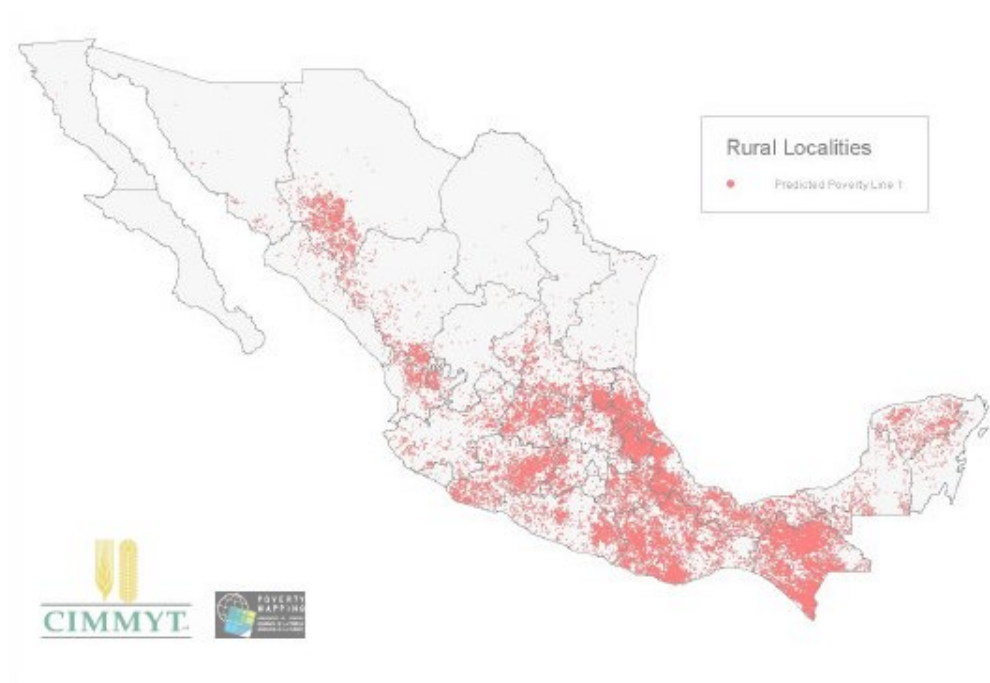 Rural Localities
Predicted Poverty Line 1
CIMMYT
POVERTY
MAPPING